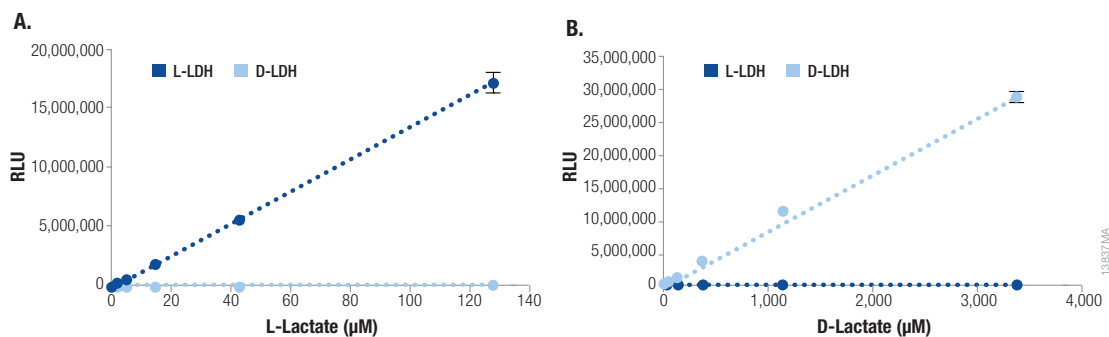 A.
20,000,000
15,000,000
10,000,000
5,000,000
0
RLU
L-LDH D-LDH
0 20 40 60 80 100 120 140
L-Lactate (µM)
B.
35,000,000
30,000,000
25,000,000
20,000,000
15,000,000
10,000,000
5,000,000
0
RLU
L-LDH D-LDH
0 1,000 2,000 3,000 4,000
D-Lactate (µM)
13837MA